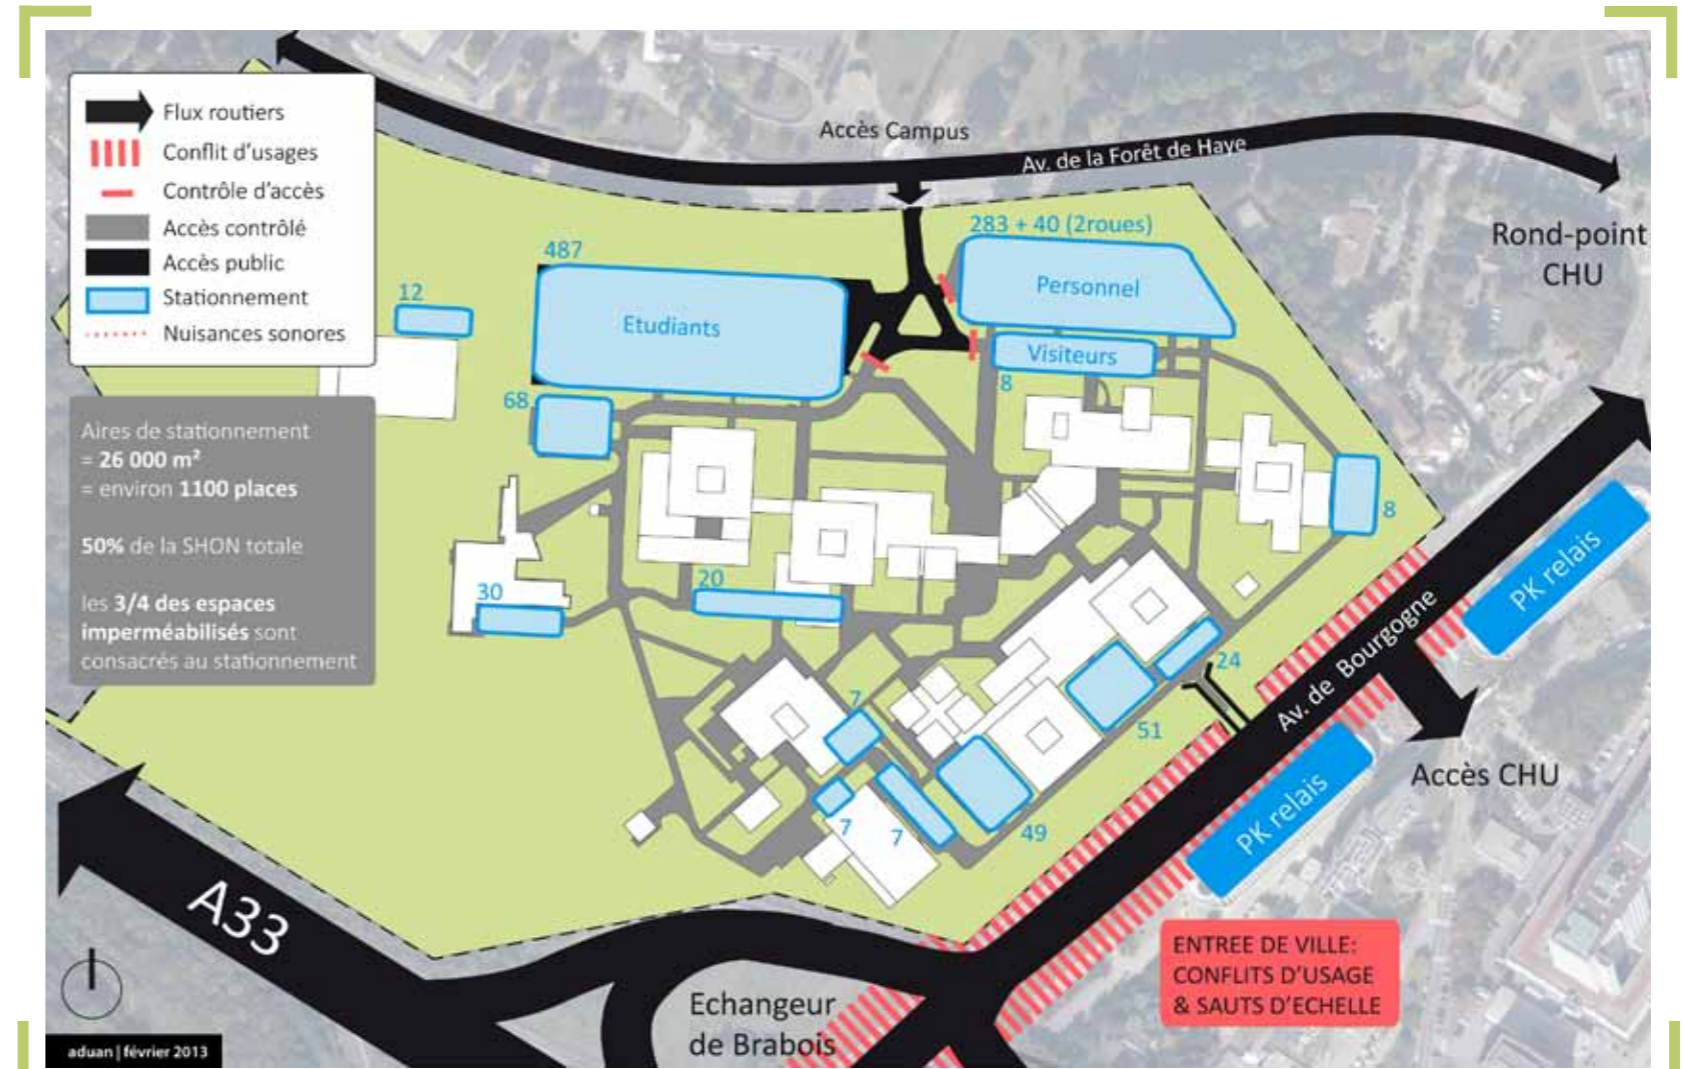 Flux routiers
Conflit d'usages
Contrôle d'accès
Accès contrôlé
Accès public
Stationnement
Nuisances sonores
Aires de stationnement
= 26 000 m²
= environ 1100 places
50% de la SHON totale
les 3/4 des espaces
imperméabilisés sont
consacrés au stationnement
Accès Campus
Av. de la Forêt de Haye
Rond-point
CHU
487
283 + 40 (2roues)
12
Etudiants
Personnel
Visiteurs
8
68
8
30
20
24
7
51
7
7
49
PK relais
Av. de Bourgogne
PK relais
Accès CHU
A33
Echangeur
de Brabois
ENTREE DE VILLE:
CONFLITS D'USAGE
& SAUTS D'ECHELLE
aduan | février 2013